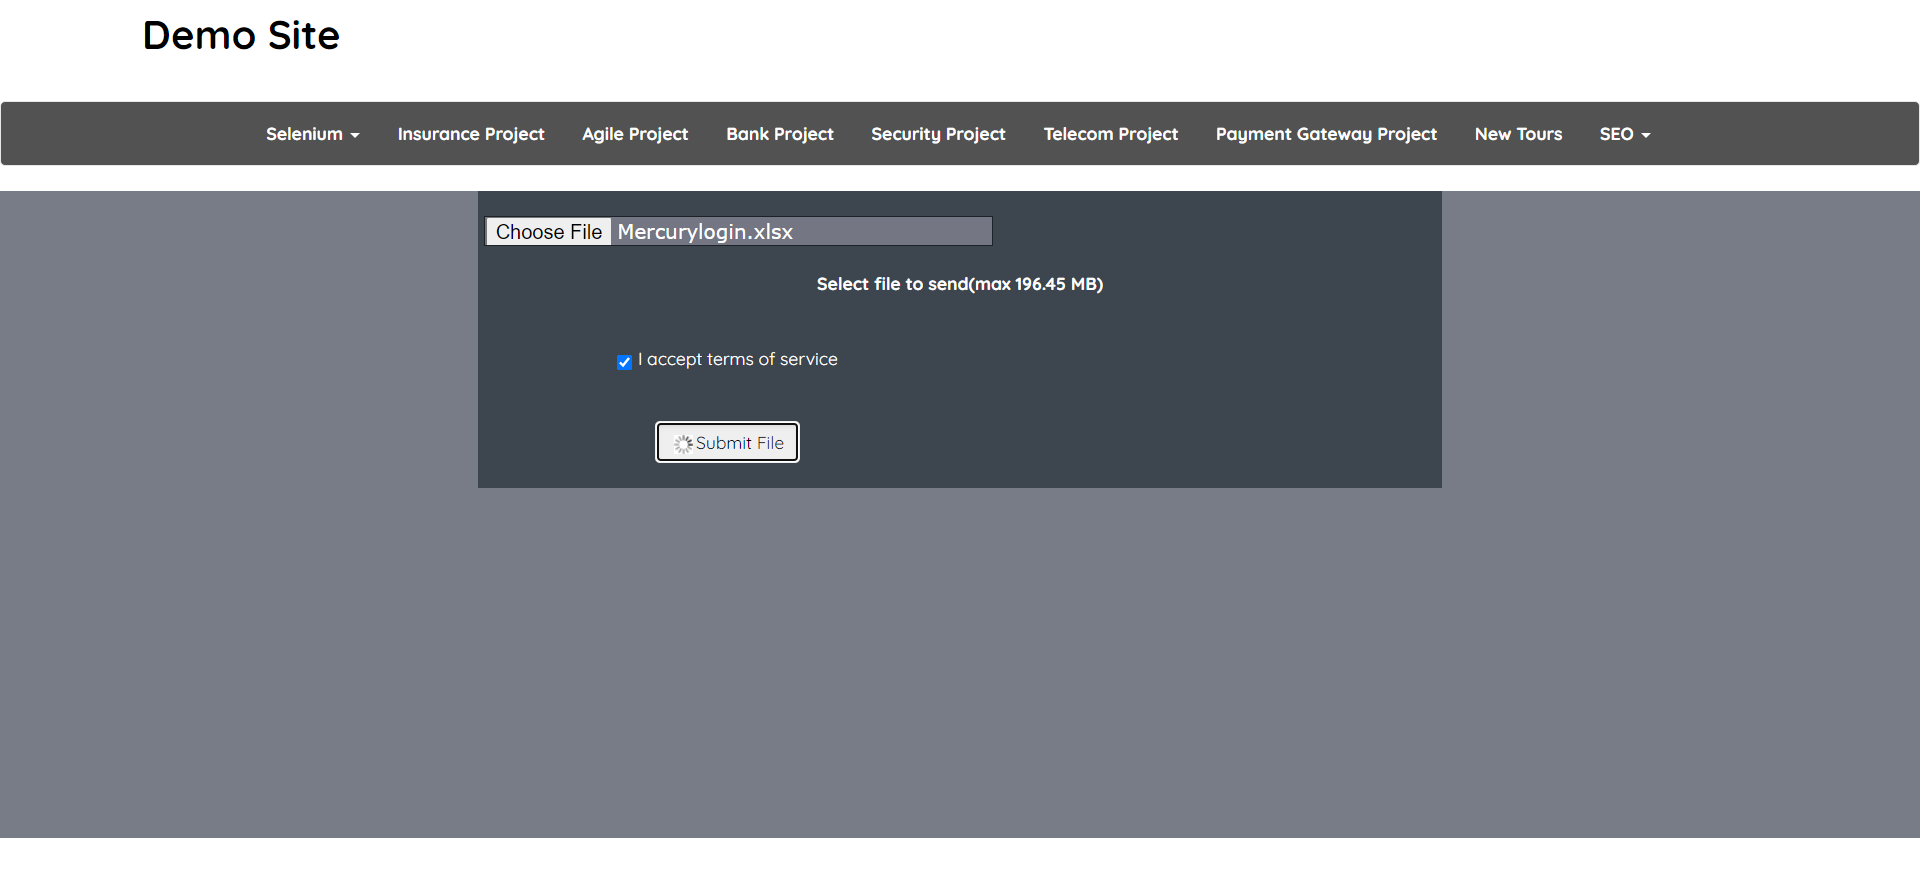 Demo Site
Selenium Insurance Project Agile Project Bank Project Security Project Telecom Project Payment Gateway Project New Tours SEO
Choose File Mercurylogin.xlsx
Select file to send(max 196.45 MB)
I accept terms of service
Submit File